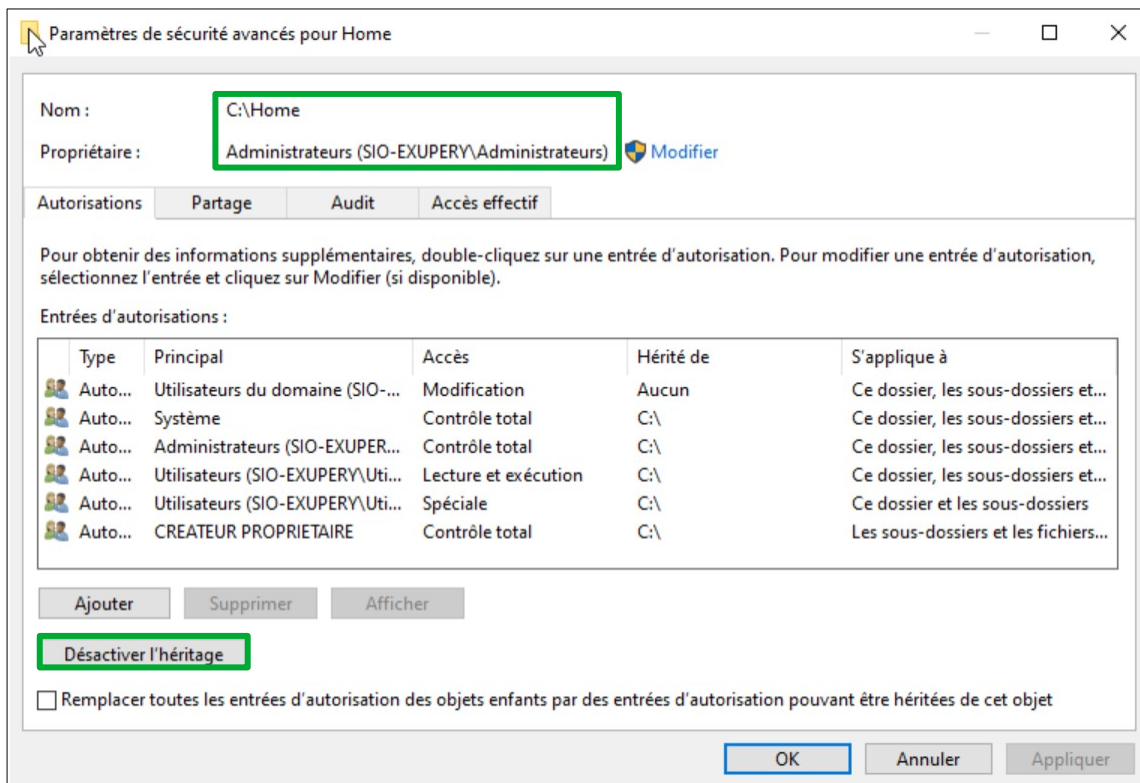 Paramètres de sécurité avancés pour Home
Nom : C:\Home
Propriétaire : Administrateurs (SIO-EXUPERY\Administrateurs) Modifier
Autorisations Partage Audit Accès effectif
Pour obtenir des informations supplémentaires, double-cliquez sur une entrée d'autorisation. Pour modifier une entrée d'autorisation,
sélectionnez l'entrée et cliquez sur Modifier (si disponible).
Entrées d'autorisations :
Type Principal Accès Hérité de S'applique à
Auto... Utilisateurs du domaine (SIO-... Modification Aucun Ce dossier, les sous-dossiers et...
Auto... Système Contrôle total C:\ Ce dossier, les sous-dossiers et...
Auto... Administrateurs (SIO-EXUPER... Contrôle total C:\ Ce dossier, les sous-dossiers et...
Auto... Utilisateurs (SIO-EXUPERY\Uti... Lecture et exécution C:\ Ce dossier, les sous-dossiers et...
Auto... Utilisateurs (SIO-EXUPERY\Uti... Spéciale C:\ Ce dossier et les sous-dossiers
Auto... CREATEUR PROPRIETAIRE Contrôle total C:\ Les sous-dossiers et les fichiers...
Ajouter Supprimer Afficher
Désactiver l'héritage
Remplacer toutes les entrées d'autorisation des objets enfants par des entrées d'autorisation pouvant être héritées de cet objet
OK Annuler Appliquer